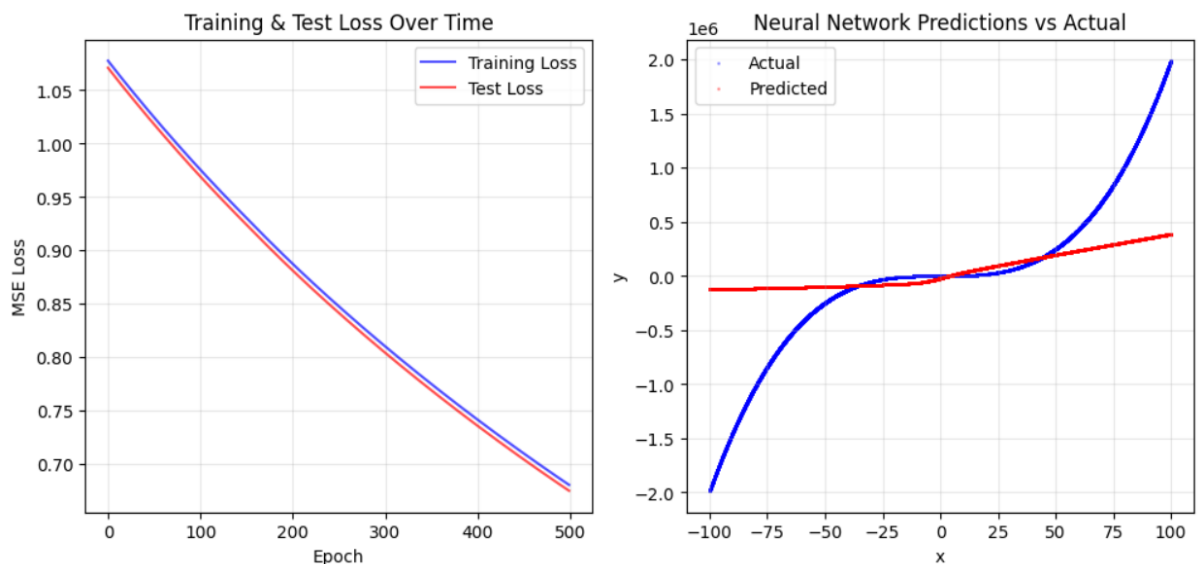 Training & Test Loss Over Time
Training Loss
Test Loss
MSE Loss
1.05
1.00
0.95
0.90
0.85
0.80
0.75
0.70
0 100 200 300 400 500
Epoch
Neural Network Predictions vs Actual
1e6
Actual
Predicted
y
2.0
1.5
1.0
0.5
0.0
−0.5
−1.0
−1.5
−2.0
−100 −75 −50 −25 0 25 50 75 100
x